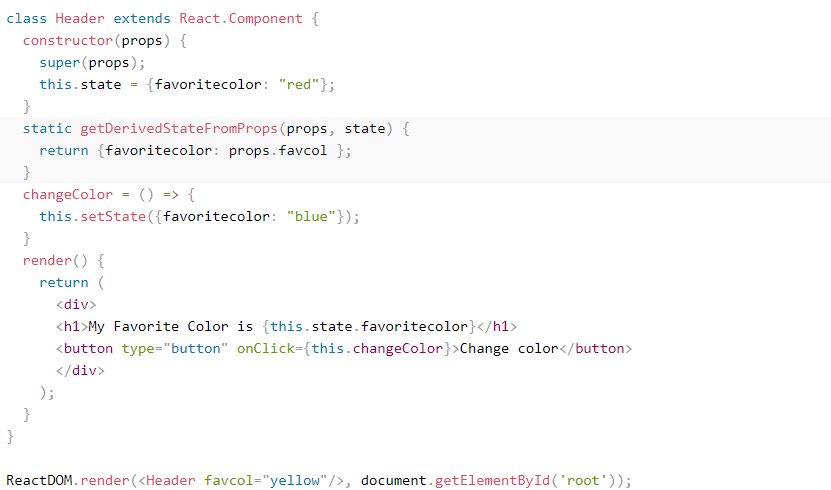 class Header extends React.Component {
  constructor(props) {
    super(props);
    this.state = {favoritecolor: "red"};
  }
  static getDerivedStateFromProps(props, state) {
    return {favoritecolor: props.favcol };
  }
  changeColor = () => {
    this.setState({favoritecolor: "blue"});
  }
  render() {
    return (
      <div>
      <h1>My Favorite Color is {this.state.favoritecolor}</h1>
      <button type="button" onClick={this.changeColor}>Change color</button>
      </div>
    );
  }
}

ReactDOM.render(<Header favcol="yellow"/>, document.getElementById('root'));